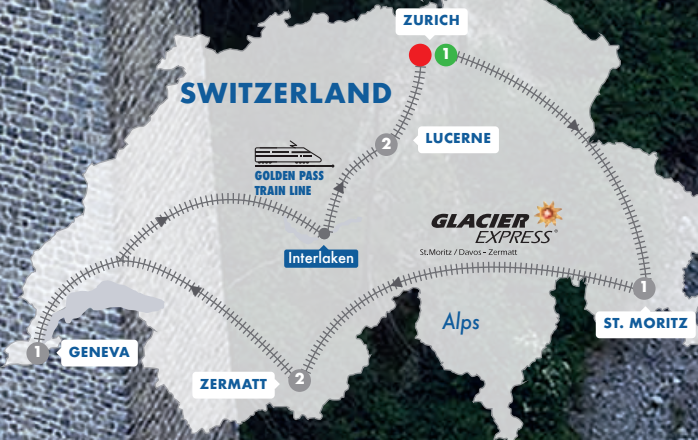 ZURICH
1
SWITZERLAND
2
LUCERNE
GOLDEN PASS
TRAIN LINE
GLACIER
EXPRESS
St.Moritz / Davos - Zermatt
Interlaken
1
ST. MORITZ
Alps
1
GENEVA
ZERMATT
2